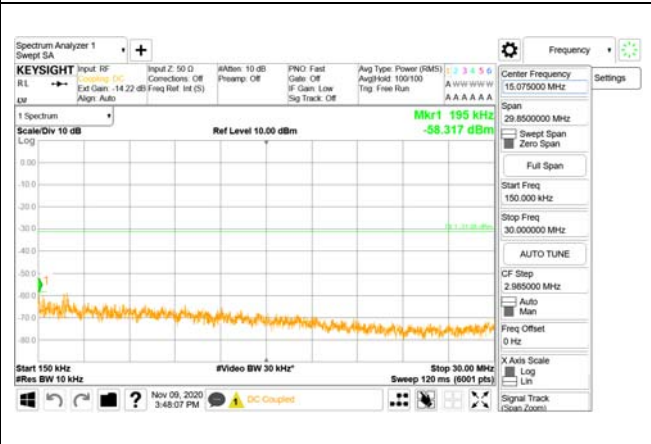 Spectrum Analyzer 1
Swept SA
Frequency
KEYSIGHT
RL
Input: RF
Coupling: DC
Ext Gain: -14.22 dB
Align: Auto
Input Z: 50 Ω
Corrections: Off
Freq Ref: Int (S)
#Atten: 10 dB
Preamp: Off
PNO: Fast
Gate: Off
IF Gain: Low
Sig Track: Off
Avg Type: Power (RMS)
Avg|Hold: 100/100
Trig: Free Run
1 2 3 4 5 6
A W W W W W
A A A A A A
Center Frequency
15.075000 MHz
Settings
1 Spectrum
Mkr1 195 kHz
Scale/Div 10 dB
Ref Level 10.00 dBm
-58.317 dBm
Log
Span
29.8500000 MHz
Swept Span
Zero Span
Full Span
0.00
-10.0
-20.0
-30.0
-40.0
-50.0
-60.0
-70.0
-80.0
Start Freq
150.000 kHz
Stop Freq
30.000000 MHz
AUTO TUNE
CF Step
2.985000 MHz
Auto
Man
Freq Offset
0 Hz
X Axis Scale
Log
Lin
Signal Track
(Span Zoom)
Start 150 kHz
#Video BW 30 kHz*
Stop 30.00 MHz
#Res BW 10 kHz
Sweep 120 ms (6001 pts)
Nov 09, 2020
3:48:07 PM
DC Coupled